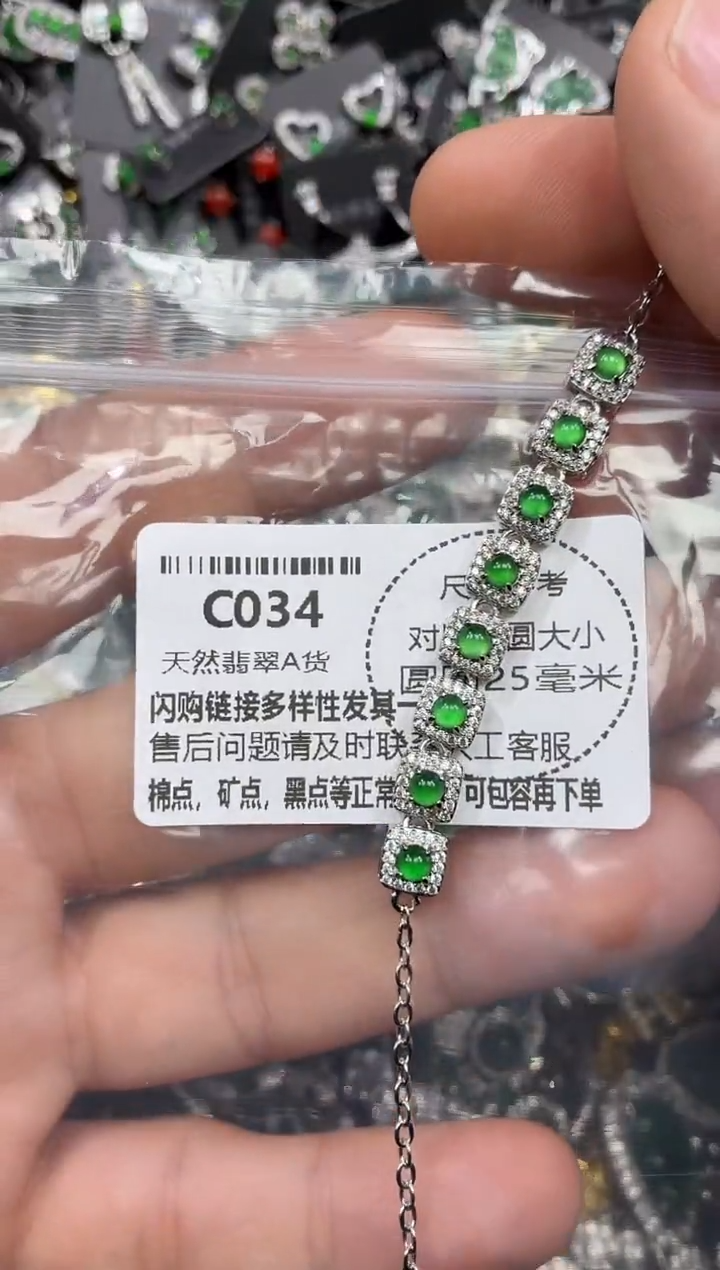 C034
天然翡翠A货
闪购链接多样性发其一
售后问题请及时联系人工客服
棉点，矿点，黑点等正常 可包容再下单
尺 考
对 圆大小
圆 25毫米